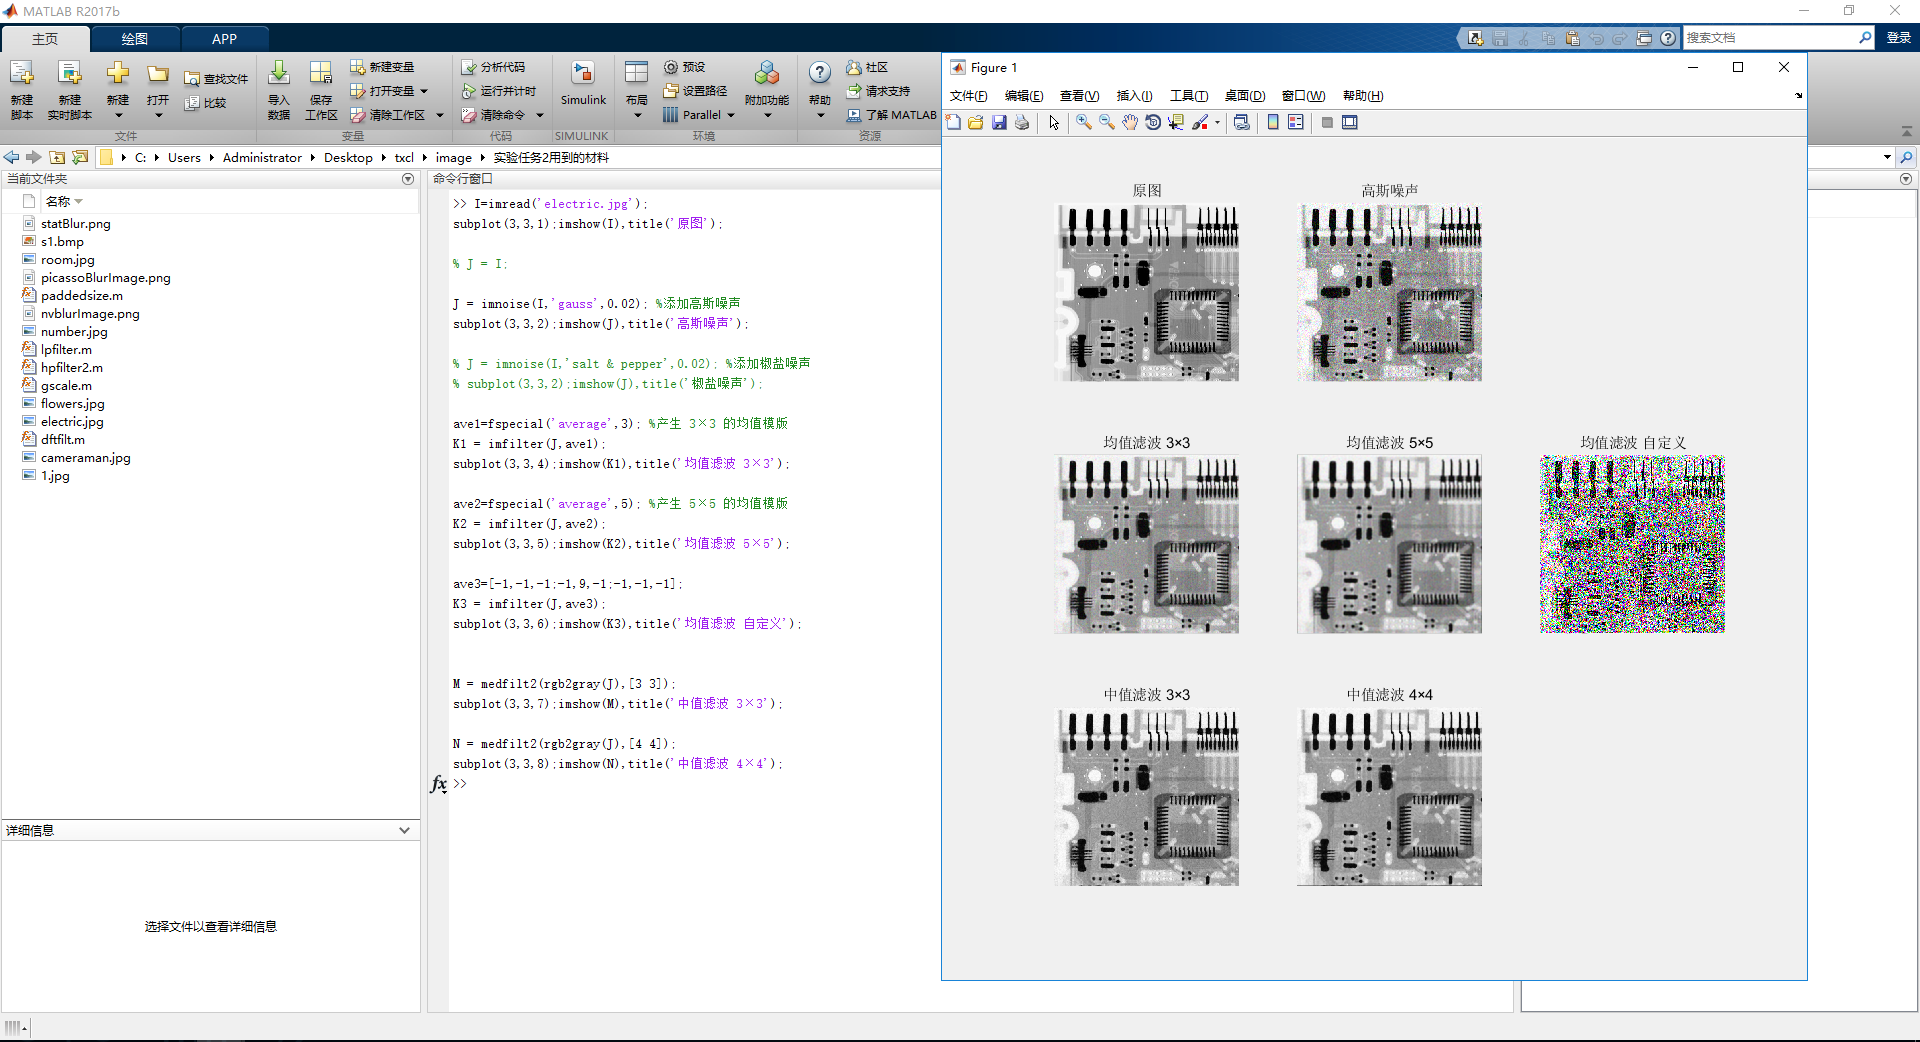 MATLAB R2017b
主页
绘图
APP
搜索文档
登录
新建
脚本
新建
实时脚本
新建
打开
查找文件
比较
导入
数据
保存
工作区
新建变量
打开变量
清除工作区
分析代码
运行并计时
清除命令
Simulink
布局
预设
设置路径
Parallel
附加功能
帮助
社区
请求支持
了解 MATLAB
文件
变量
代码
SIMULINK
环境
资源
C:
Users
Administrator
Desktop
txcl
image
实验任务2用到的材料
当前文件夹
名称
statBlur.png
s1.bmp
room.jpg
picassoBlurImage.png
paddedsize.m
nvblurImage.png
number.jpg
lpfilter.m
hpfilter2.m
gscale.m
flowers.jpg
electric.jpg
dftfilt.m
cameraman.jpg
1.jpg
详细信息
选择文件以查看详细信息
命令行窗口
>> I=imread('electric.jpg');
subplot(3,3,1);imshow(I),title('原图');
% J = I;
J = imnoise(I,'gauss',0.02); %添加高斯噪声
subplot(3,3,2);imshow(J),title('高斯噪声');
% J = imnoise(I,'salt & pepper',0.02); %添加椒盐噪声
% subplot(3,3,2);imshow(J),title('椒盐噪声');
ave1=fspecial('average',3); %产生 3×3 的均值模版
K1 = imfilter(J,ave1);
subplot(3,3,4);imshow(K1),title('均值滤波 3×3');
ave2=fspecial('average',5); %产生 5×5 的均值模版
K2 = imfilter(J,ave2);
subplot(3,3,5);imshow(K2),title('均值滤波 5×5');
ave3=[-1,-1,-1;-1,9,-1;-1,-1,-1];
K3 = imfilter(J,ave3);
subplot(3,3,6);imshow(K3),title('均值滤波 自定义');
M = medfilt2(rgb2gray(J),[3 3]);
subplot(3,3,7);imshow(M),title('中值滤波 3×3');
N = medfilt2(rgb2gray(J),[4 4]);
subplot(3,3,8);imshow(N),title('中值滤波 4×4');
fx >>
Figure 1
文件(F) 编辑(E) 查看(V) 插入(I) 工具(T) 桌面(D) 窗口(W) 帮助(H)
原图
高斯噪声
均值滤波 3×3
均值滤波 5×5
均值滤波 自定义
中值滤波 3×3
中值滤波 4×4